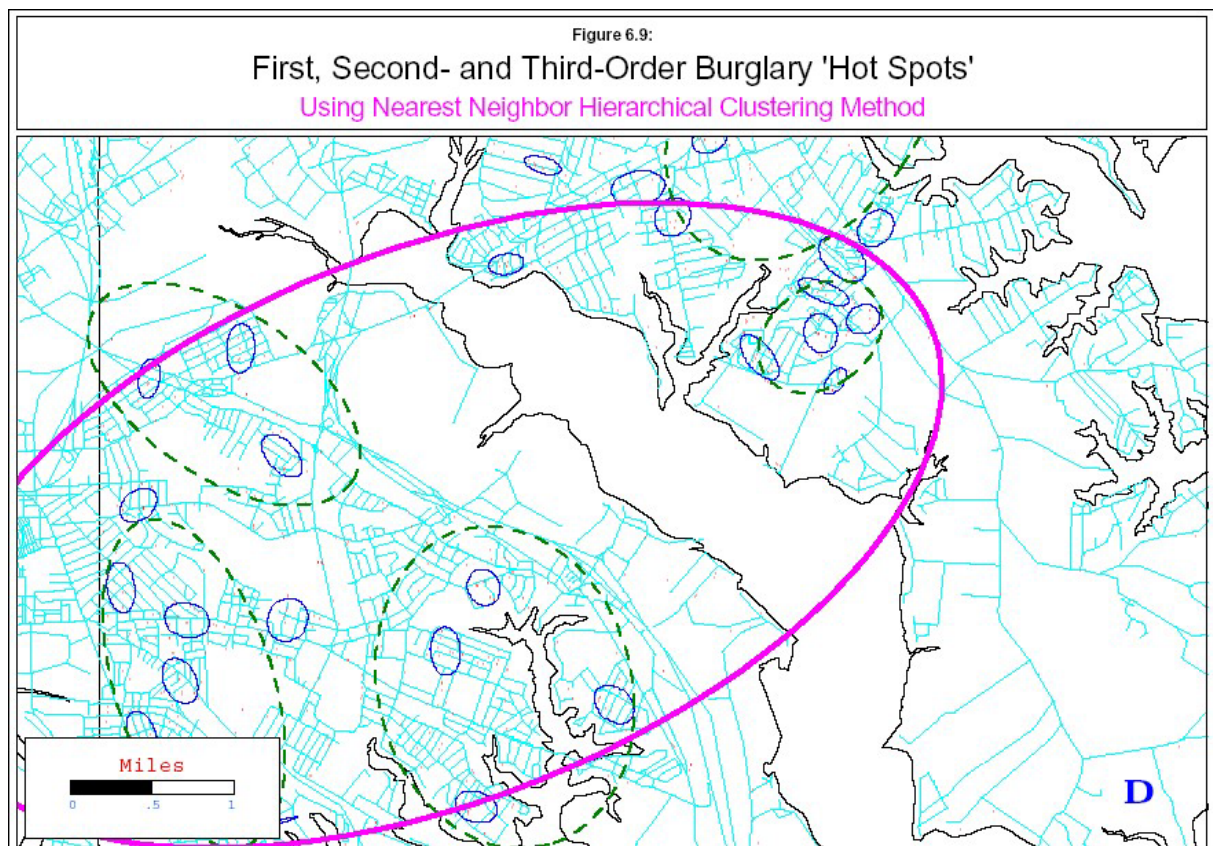 Figure 6.9:
First, Second- and Third-Order Burglary 'Hot Spots'
Using Nearest Neighbor Hierarchical Clustering Method
Miles
0 .5 1
D